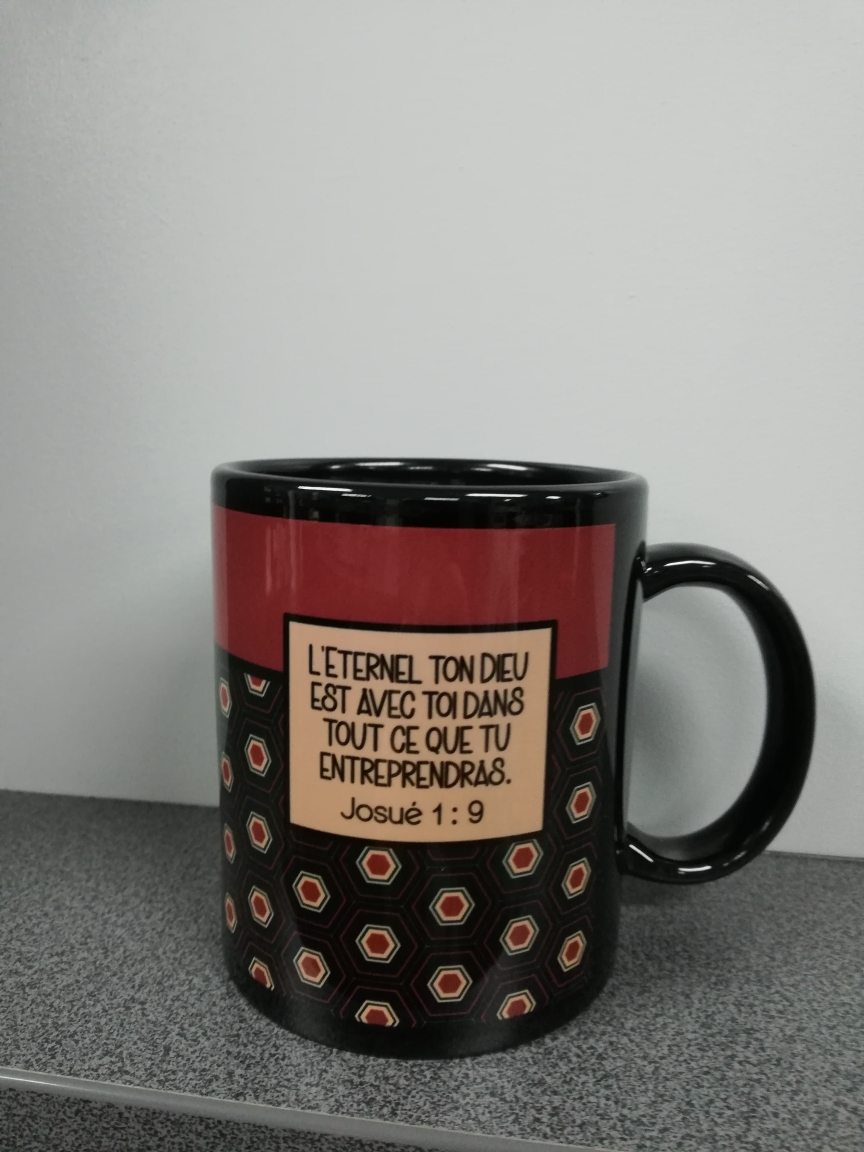 L'ETERNEL TON DIEU
EST AVEC TOI DANS
TOUT CE QUE TU
ENTREPRENDRAS.
Josué 1 : 9